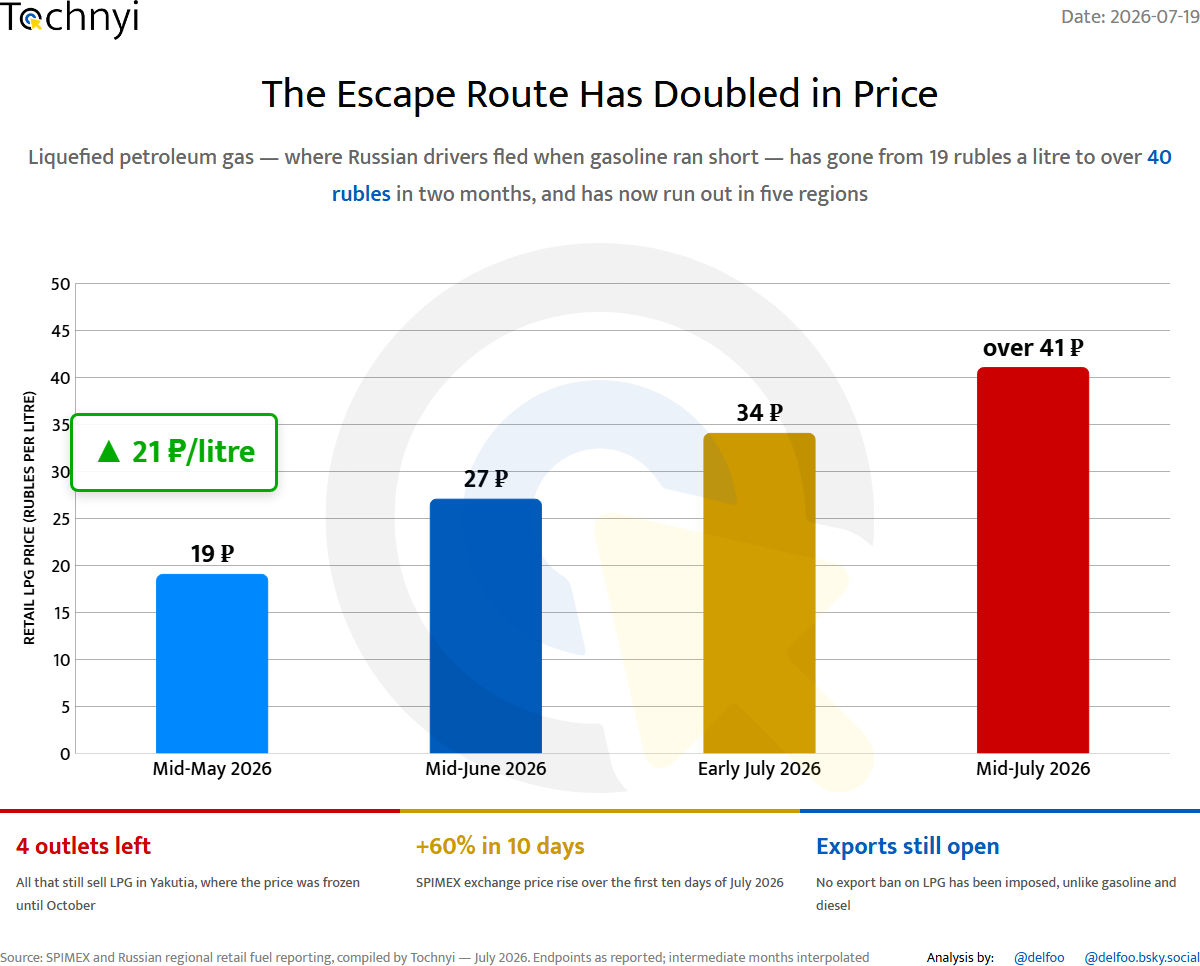 Tochnyi
Date: 2026-07-19
The Escape Route Has Doubled in Price
Liquefied petroleum gas — where Russian drivers fled when gasoline ran short — has gone from 19 rubles a litre to over 40
rubles in two months, and has now run out in five regions
RETAIL LPG PRICE (RUBLES PER LITRE)
50
45
40
35
30
25
20
15
10
5
0
▲ 21 ₽/litre
19 ₽
27 ₽
34 ₽
over 41 ₽
Mid-May 2026
Mid-June 2026
Early July 2026
Mid-July 2026
4 outlets left
All that still sell LPG in Yakutia, where the price was frozen
until October
+60% in 10 days
SPIMEX exchange price rise over the first ten days of July 2026
Exports still open
No export ban on LPG has been imposed, unlike gasoline and
diesel
Source: SPIMEX and Russian regional retail fuel reporting, compiled by Tochnyi — July 2026. Endpoints as reported; intermediate months interpolated
Analysis by: @delfoo @delfoo.bsky.social